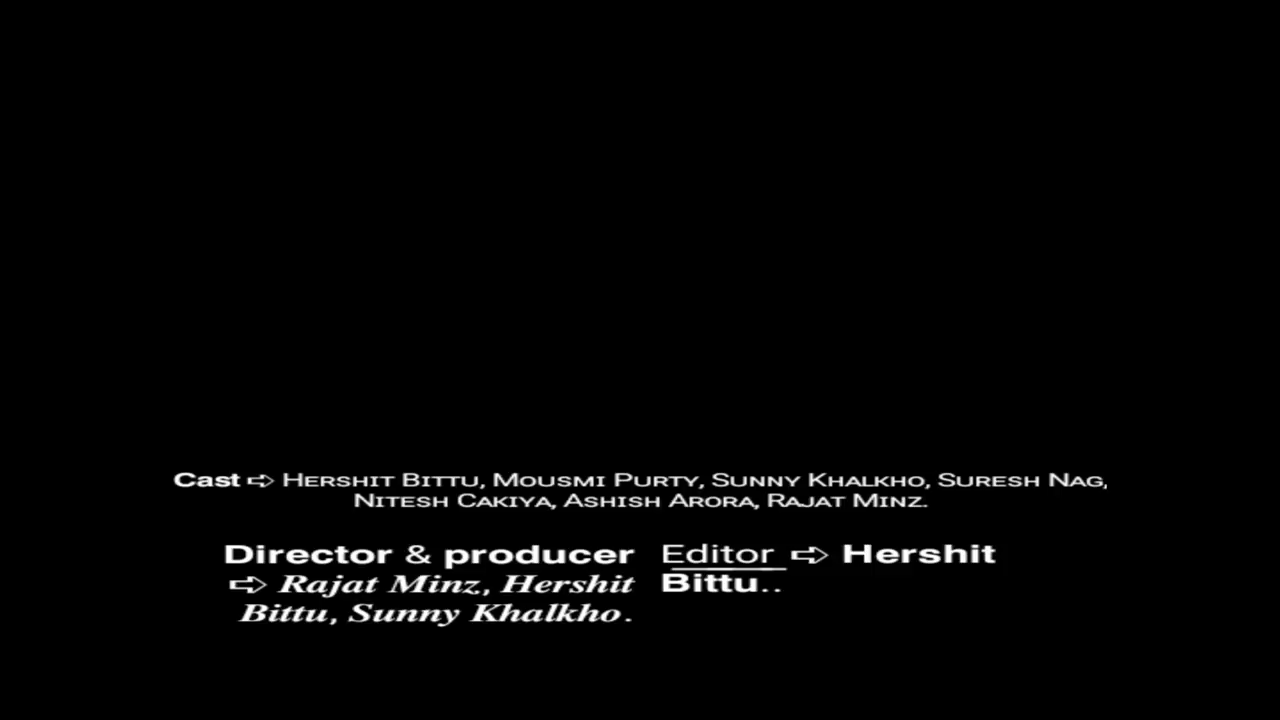 Cast ➪ HERSHIT BITTU, MOUSMI PURTY, SUNNY KHALKHO, SURESH NAG,
NITESH CAKIYA, ASHISH ARORA, RAJAT MINZ.
Director & producer
➪ Rajat Minz, Hershit
Bittu, Sunny Khalkho.
Editor ➪ Hershit
Bittu..